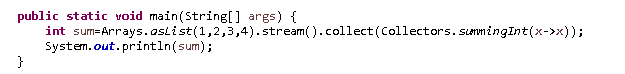 public static void main(String[] args) {
int sum=Arrays.asList(1,2,3,4).stream().collect(Collectors.summingInt(x->x));
System.out.println(sum);
}